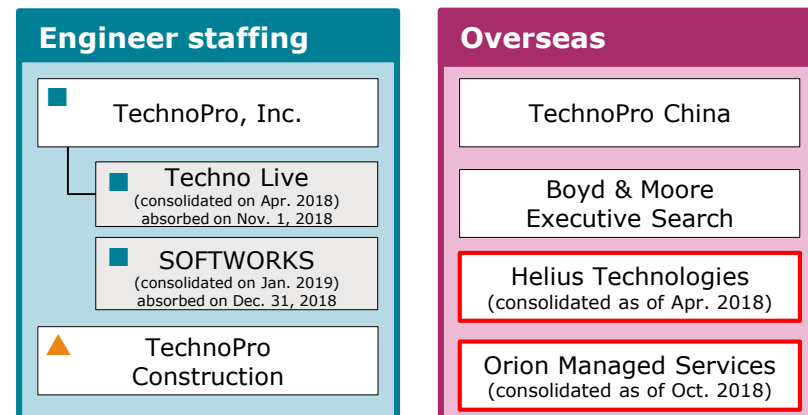 Engineer staffing
TechnoPro, Inc.
Techno Live
(consolidated on Apr. 2018)
absorbed on Nov. 1, 2018
SOFTWORKS
(consolidated on Jan. 2019)
absorbed on Dec. 31, 2018
TechnoPro
Construction
Overseas
TechnoPro China
Boyd & Moore
Executive Search
Helius Technologies
(consolidated as of Apr. 2018)
Orion Managed Services
(consolidated as of Oct. 2018)